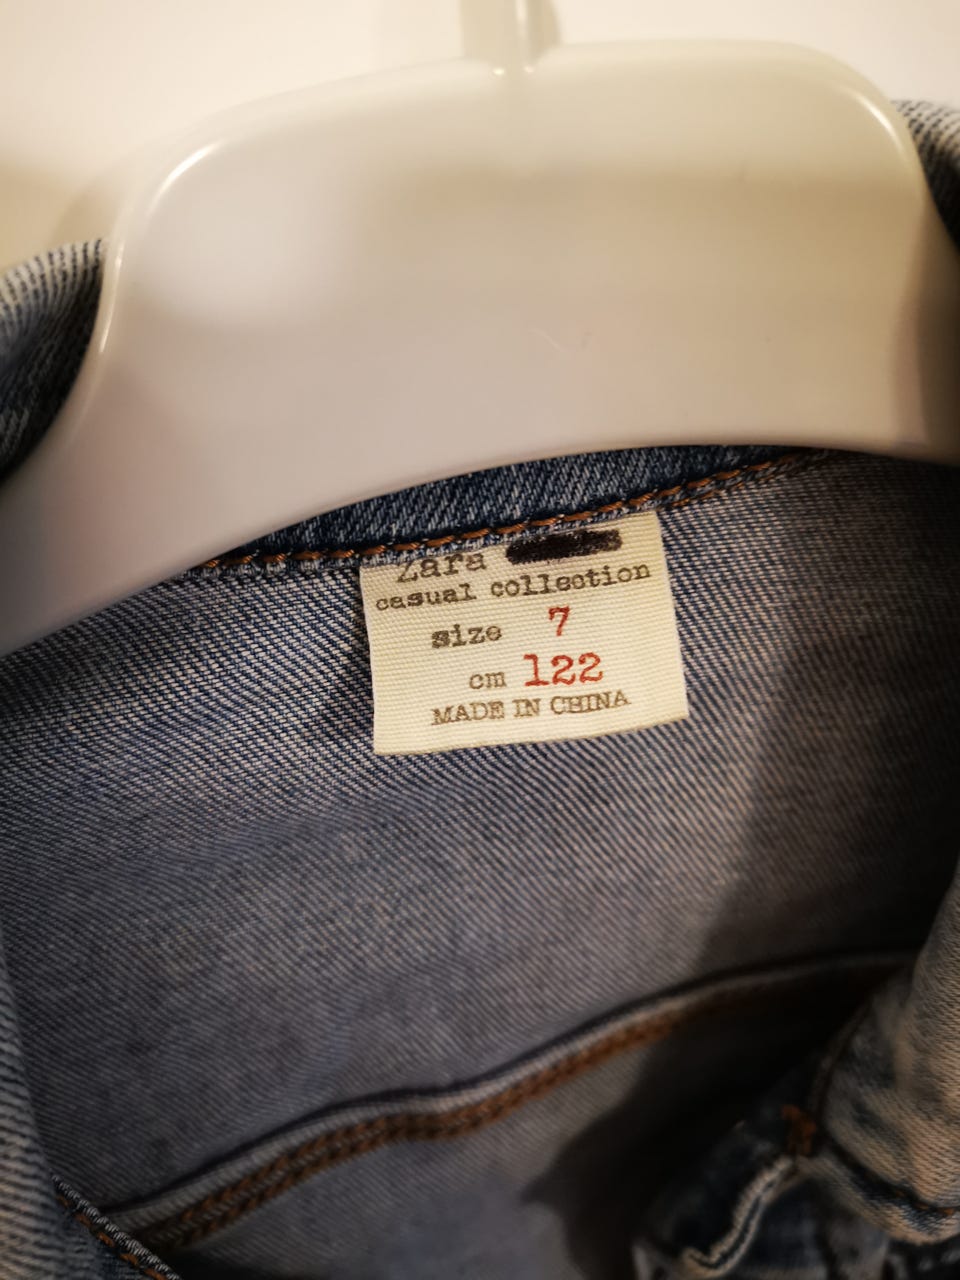 zara
casual collection
size 7
cm 122
MADE IN CHINA